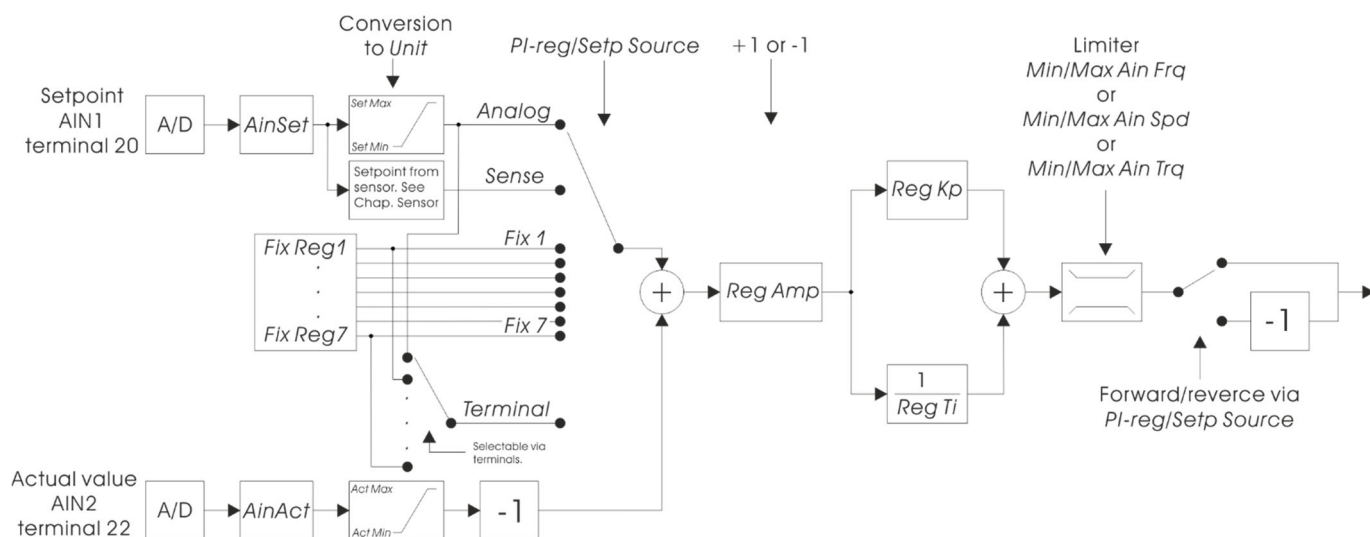 Conversion
to Unit
PI-reg/Setp Source
+1 or -1
Limiter
Min/Max Ain Frq
or
Min/Max Ain Spd
or
Min/Max Ain Trq
Setpoint
AIN1
terminal 20
A/D
AinSet
Set Max
Set Min
Analog
Setpoint from
sensor. See
Chap. Sensor
Sense
Reg Kp
Fix Reg1
.
.
.
Fix Reg7
Fix 1
Fix 7
+
Reg Amp
+
-1
1
Reg Ti
Forward/reverce via
PI-reg/Setp Source
Terminal
Selectable via
terminals.
Actual value
AIN2
terminal 22
A/D
AinAct
Act Max
Act Min
-1